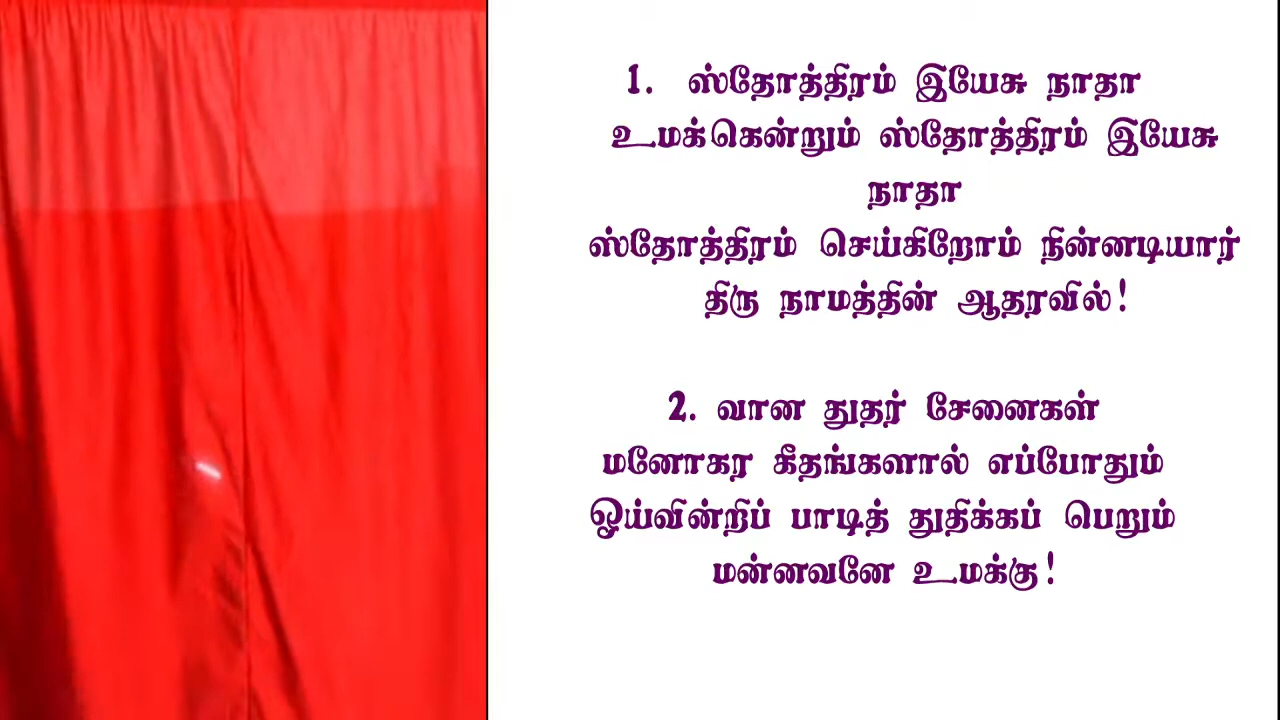 1. ஸ்தோத்திரம் இயேசு நாதா
உமக்கென்றும் ஸ்தோத்திரம் இயேசு
நாதா
ஸ்தோத்திரம் செய்கிறோம் நின்னடியார்
திரு நாமத்தின் ஆதரவில்!
2. வான துதர் சேனைகள்
மனோகர கீதங்களால் எப்போதும்
ஓய்வின்றிப் பாடித் துதிக்கப் பெறும்
மன்னவனே உமக்கு!